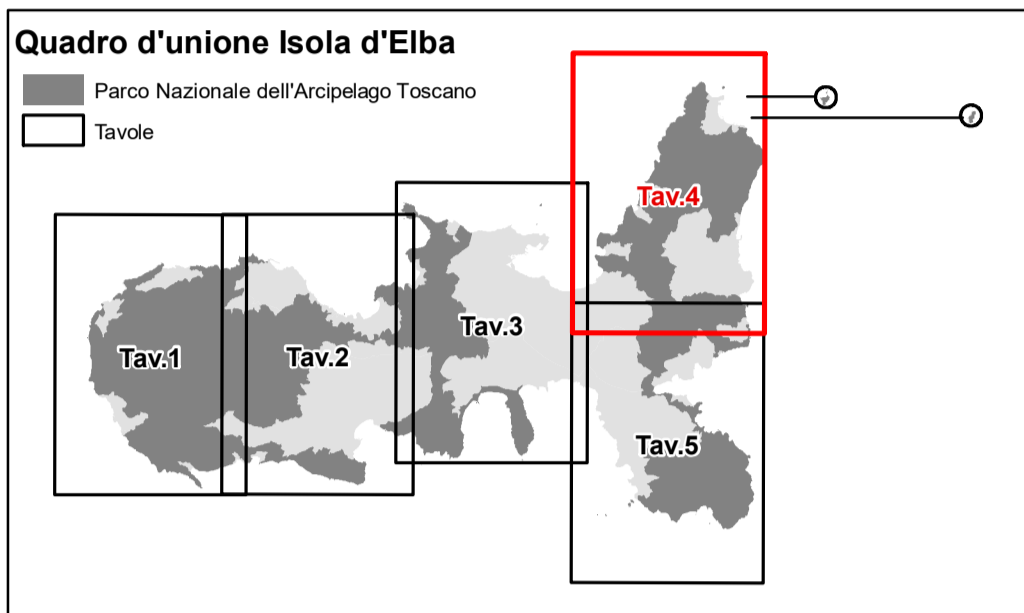 Quadro d'unione Isola d'Elba
Parco Nazionale dell'Arcipelago Toscano
Tavole
Tav.4
Tav.3
Tav.1
Tav.2
Tav.5